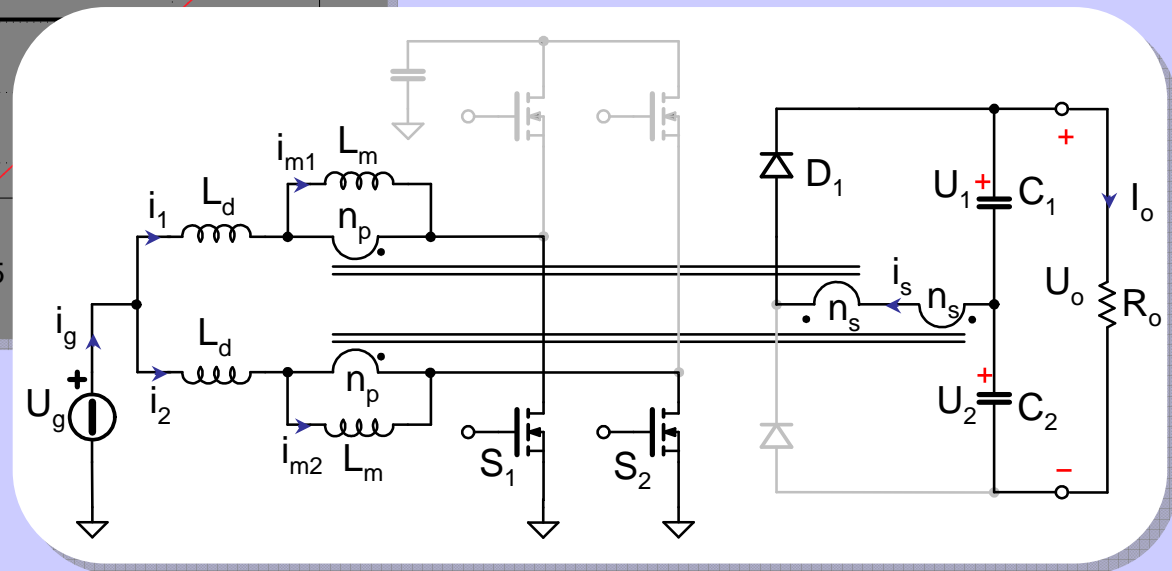 i_m1
L_m
L_d
i_1
n_p
D_1
U_1
+
C_1
+
I_o
i_s
n_s
n_s
U_o
R_o
5
i_g
L_d
i_2
n_p
+
U_g
i_m2
L_m
S_1
S_2
+
U_2
C_2
−